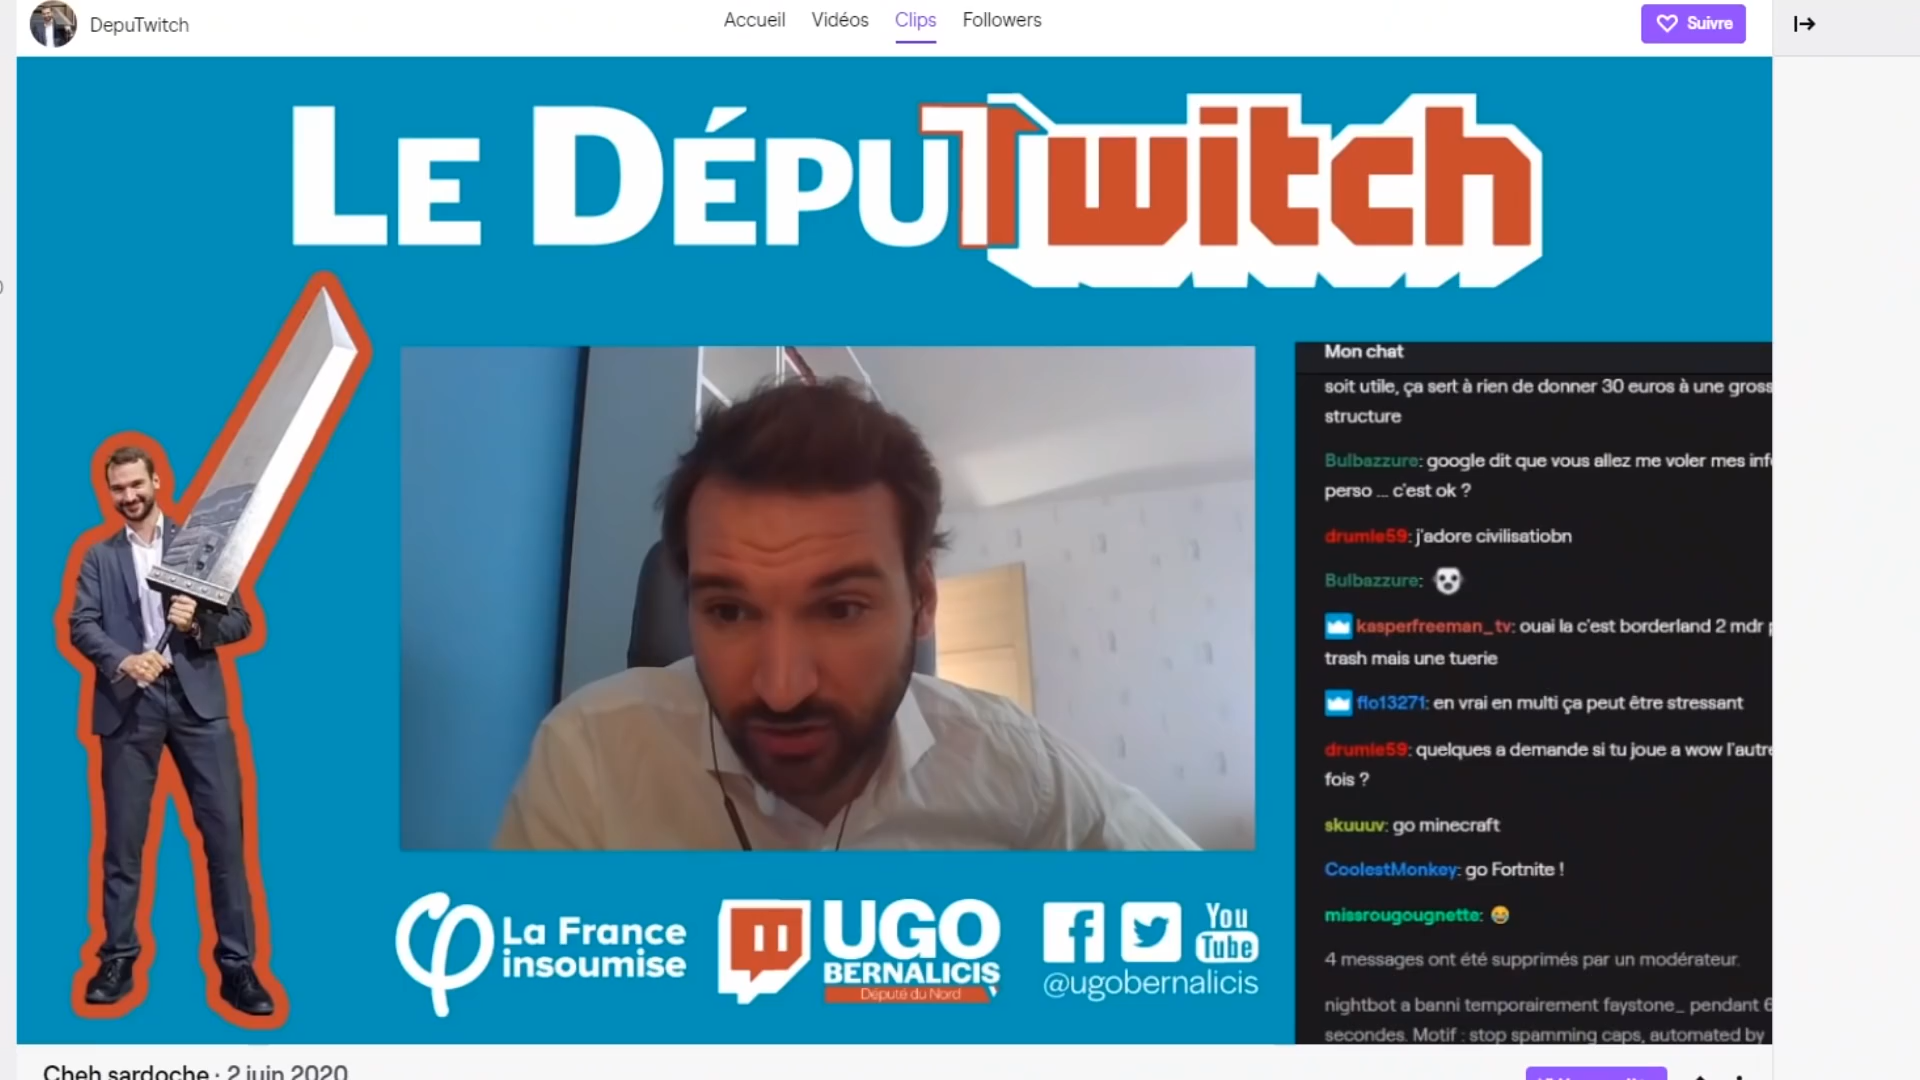 DepuTwitch
Accueil
Vidéos
Clips
Followers
Suivre
LE DÉPUTwitch
Mon chat
soit utile, ça sert à rien de donner 30 euros à une gross
structure
Bulbazzure: google dit que vous allez me voler mes inf
perso ... c'est ok ?
drumle59: j'adore civilisatiobn
Bulbazzure:
kasperfreeman_tv: ouai la c'est borderland 2 mdr p
trash mais une tuerie
flo13271: en vrai en multi ça peut être stressant
drumle59: quelques a demande si tu joue a wow l'autre
fois ?
skuuuv: go minecraft
CoolestMonkey: go Fortnite !
missrougougnette: 😄
4 messages ont été supprimés par un modérateur.
nightbot a banni temporairement faystone_ pendant 6
secondes. Motif : stop spamming caps, automated by
La France
insoumise
UGO
BERNALICIS
Député du Nord
You
Tube
@ugobernalicis
Cheh sardoche · 2 juin 2020